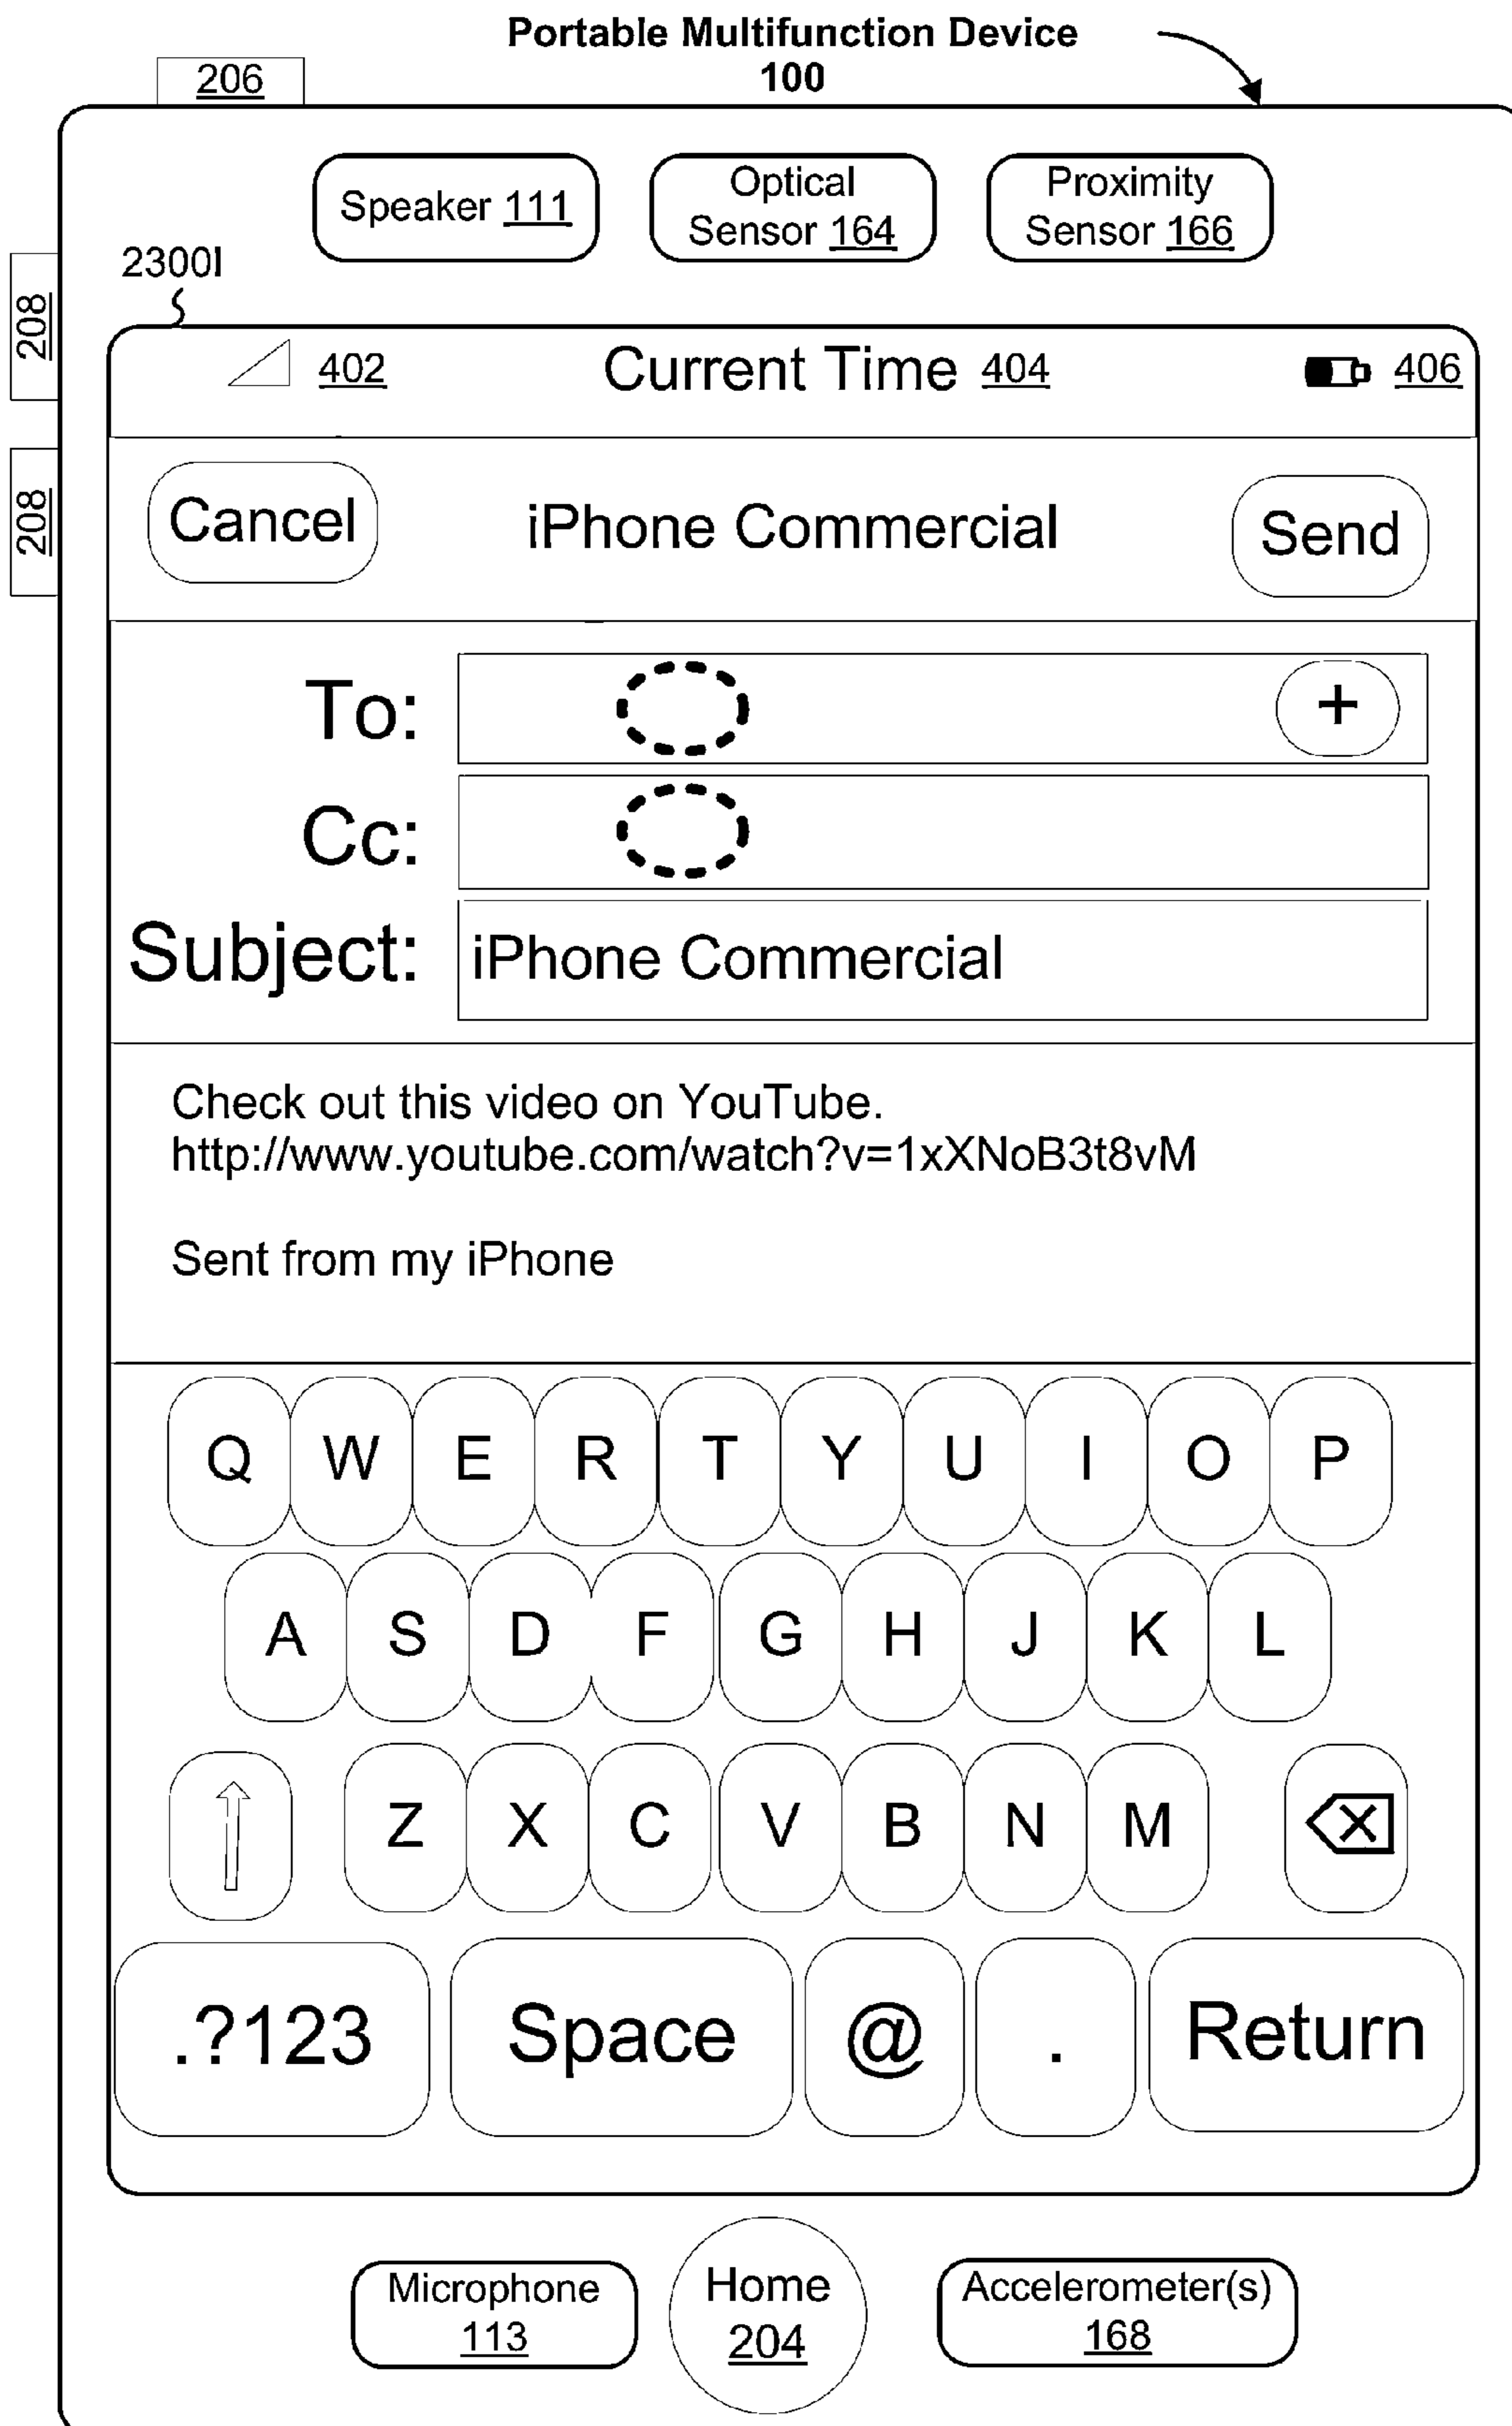 Portable Multifunction Device
100
206
Speaker 111
Optical
Sensor 164
Proximity
Sensor 166
2300I
208
208
402
Current Time 404
406
Cancel
iPhone Commercial
Send
To:
+
Cc:
Subject:
iPhone Commercial
Check out this video on YouTube.
http://www.youtube.com/watch?v=1xXNoB3t8vM
Sent from my iPhone
Q W E R T Y U I O P
A S D F G H J K L
Z X C V B N M
.?123 Space @ . Return
Microphone
113
Home
204
Accelerometer(s)
168